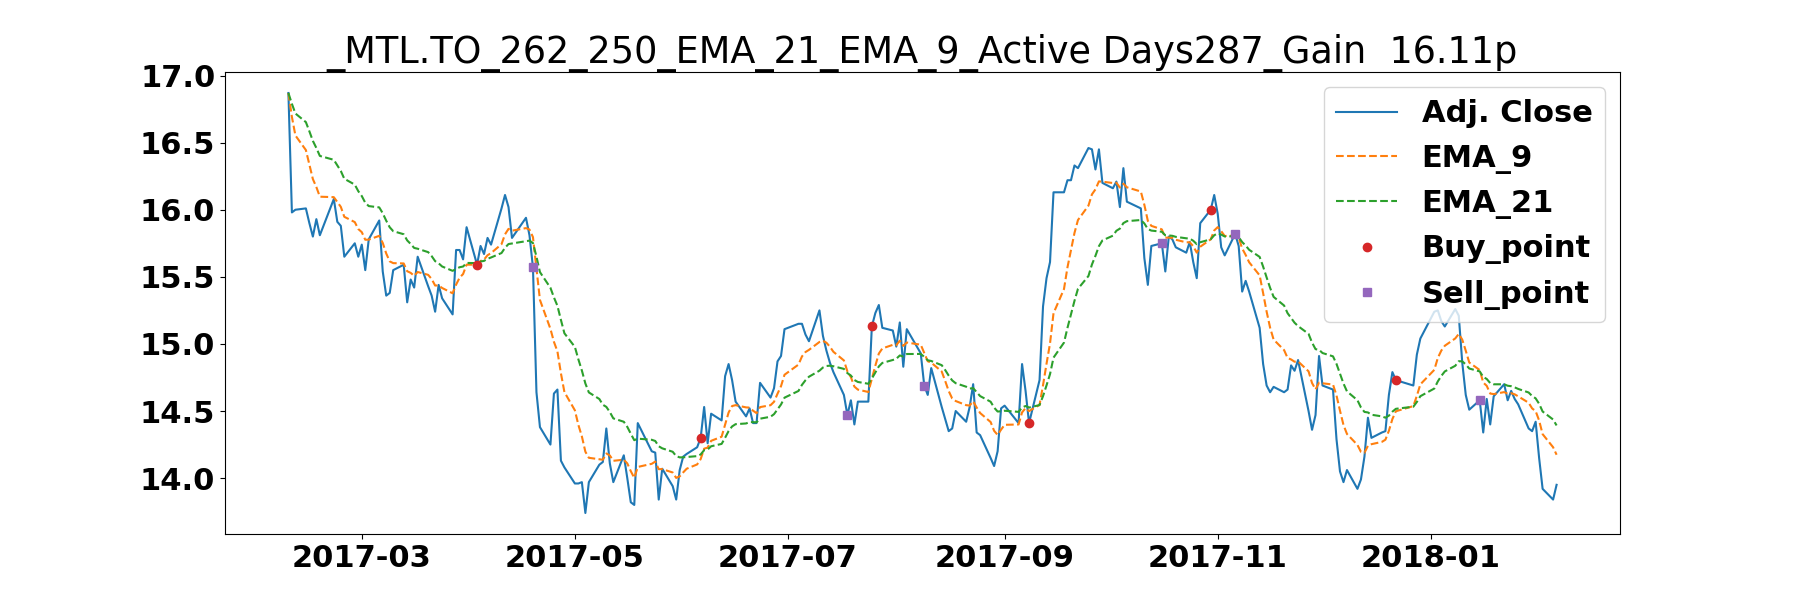 _MTL.TO_262_250_EMA_21_EMA_9_Active Days287_Gain  16.11p
17.0
16.5
16.0
15.5
15.0
14.5
14.0
Adj. Close
EMA_9
EMA_21
Buy_point
Sell_point
2017-03 2017-05 2017-07 2017-09 2017-11 2018-01